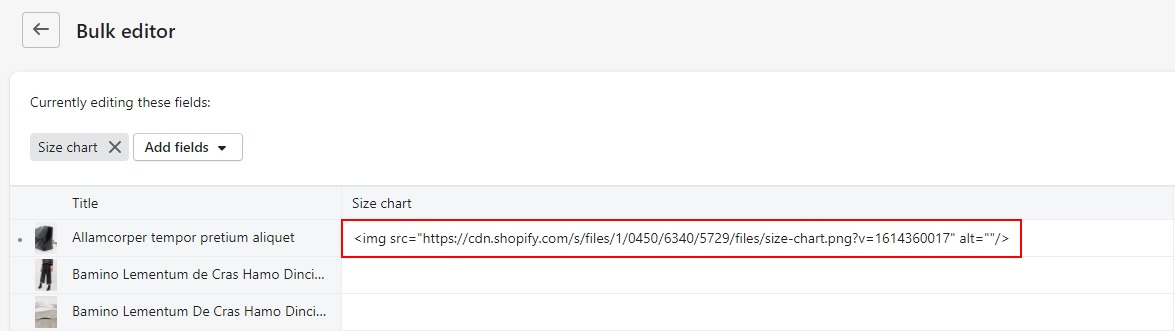 Bulk editor
Currently editing these fields:
Size chart Add fields
Title Size chart
Allamcorper tempor pretium aliquet <img src="https://cdn.shopify.com/s/files/1/0450/6340/5729/files/size-chart.png?v=1614360017" alt=""/>
Bamino Lementum de Cras Hamo Dinci...
Bamino Lementum De Cras Hamo Dinci...